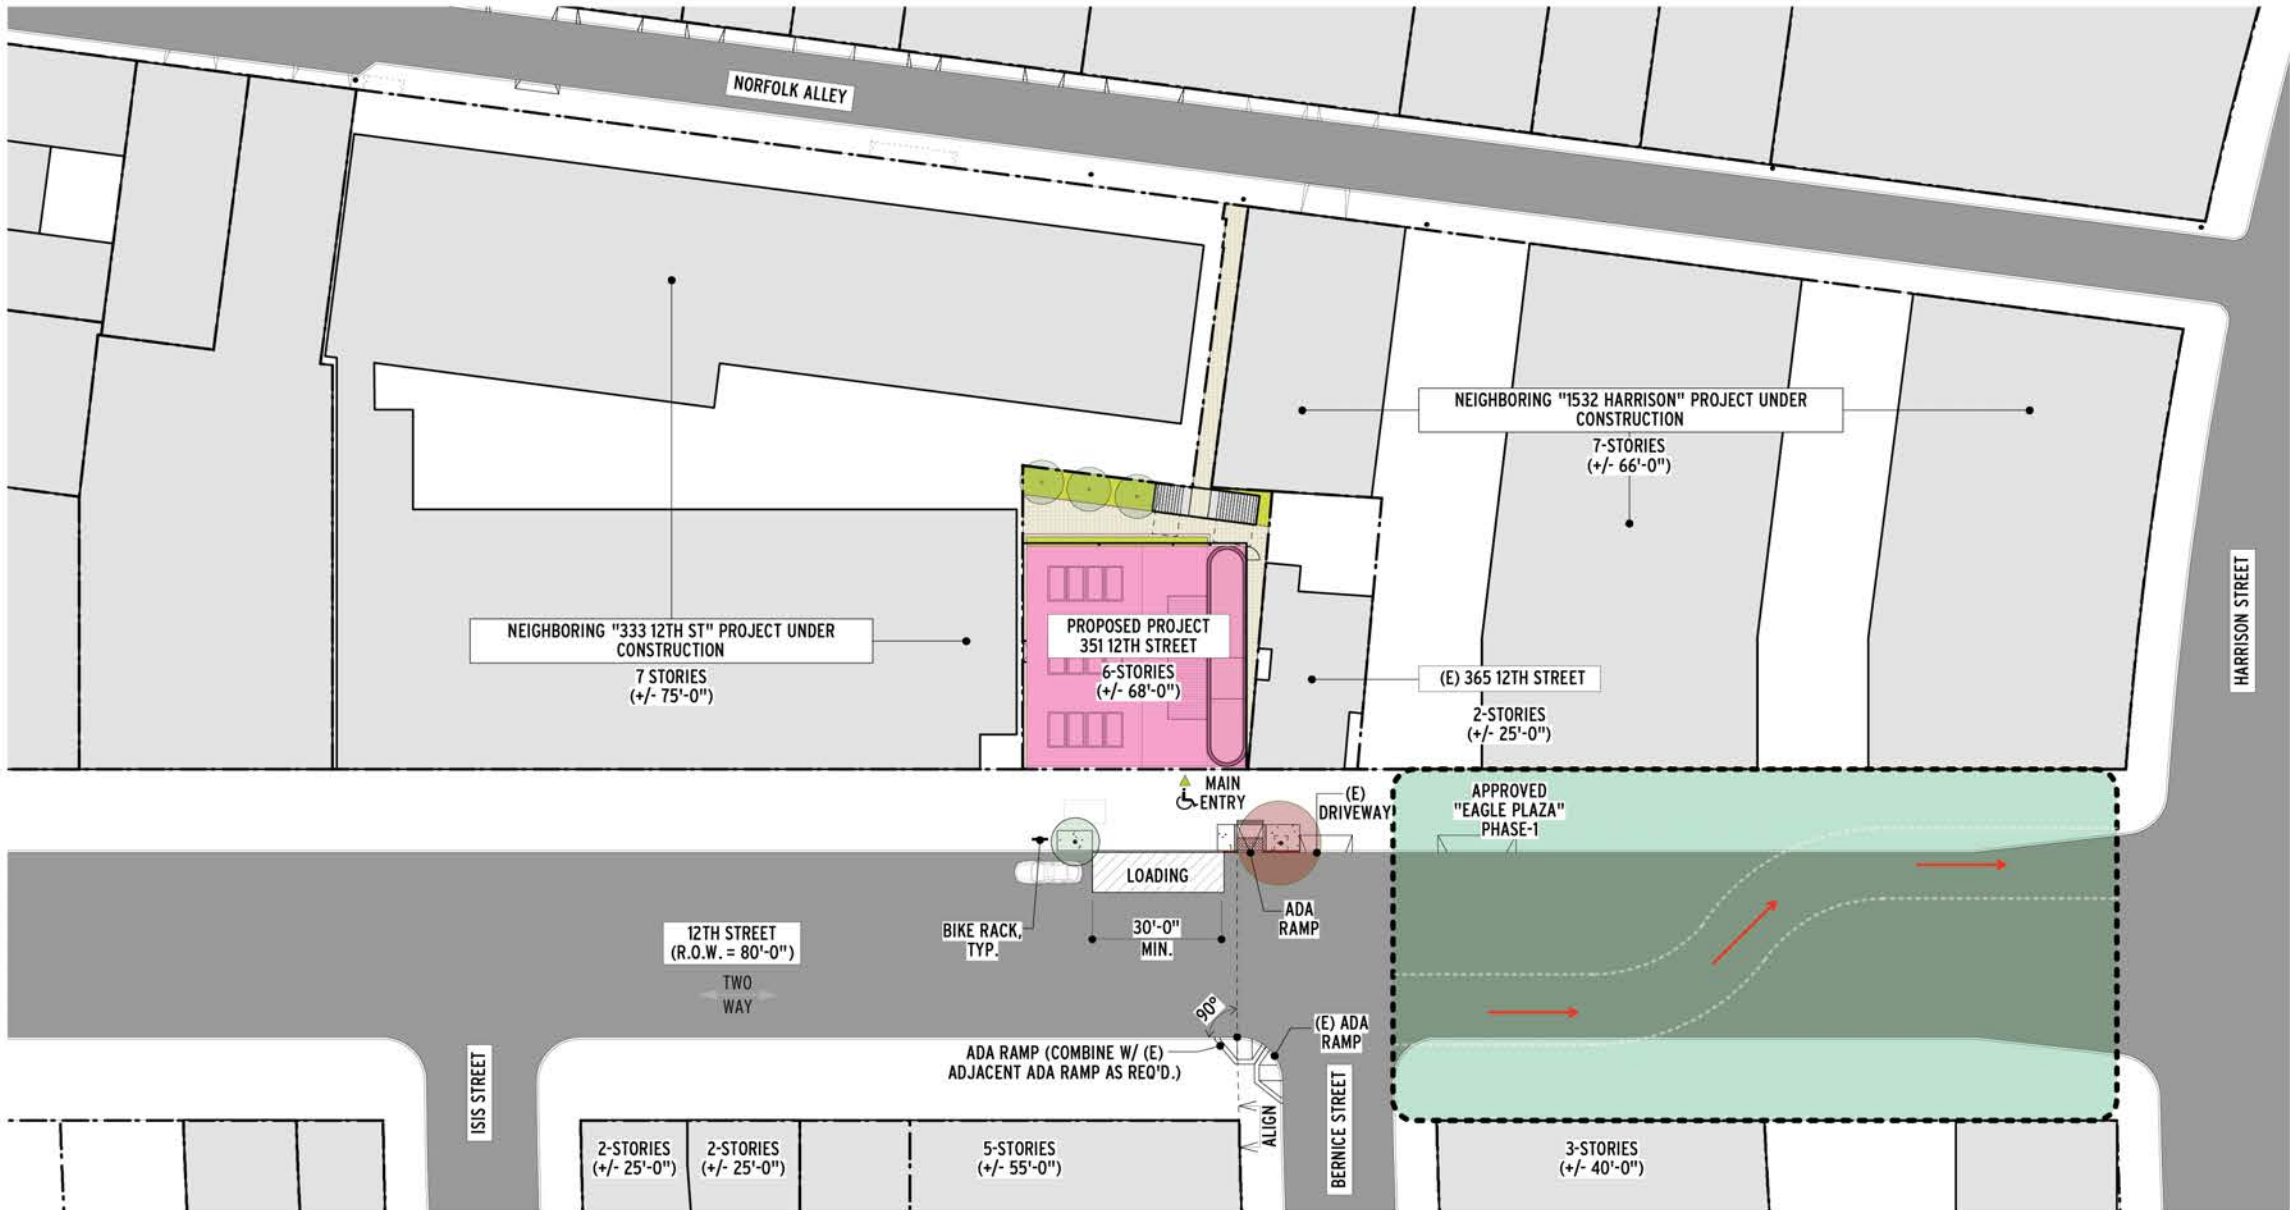 NORFOLK ALLEY
NEIGHBORING "1532 HARRISON" PROJECT UNDER
CONSTRUCTION
7-STORIES
(+/- 66'-0")
HARRISON STREET
NEIGHBORING "333 12TH ST" PROJECT UNDER
CONSTRUCTION
7 STORIES
(+/- 75'-0")
PROPOSED PROJECT
351 12TH STREET
6-STORIES
(+/- 68'-0")
(E) 365 12TH STREET
2-STORIES
(+/- 25'-0")
MAIN
ENTRY
(E)
DRIVEWAY
APPROVED
"EAGLE PLAZA"
PHASE-1
LOADING
12TH STREET
(R.O.W. = 80'-0")
TWO
WAY
BIKE RACK,
TYP.
30'-0"
MIN.
ADA
RAMP
90°
(E) ADA
RAMP
ADA RAMP (COMBINE W/ (E)
ADJACENT ADA RAMP AS REQ'D.)
ISIS STREET
ALIGN
BERNICE STREET
2-STORIES
(+/- 25'-0")
2-STORIES
(+/- 25'-0")
5-STORIES
(+/- 55'-0")
3-STORIES
(+/- 40'-0")